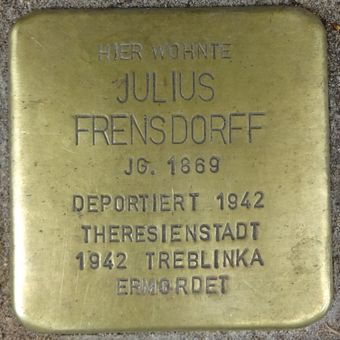 HIER WOHNTE
JULIUS
FRENSDORFF
JG. 1869
DEPORTIERT 1942
THERESIENSTADT
1942 TREBLINKA
ERMORDET